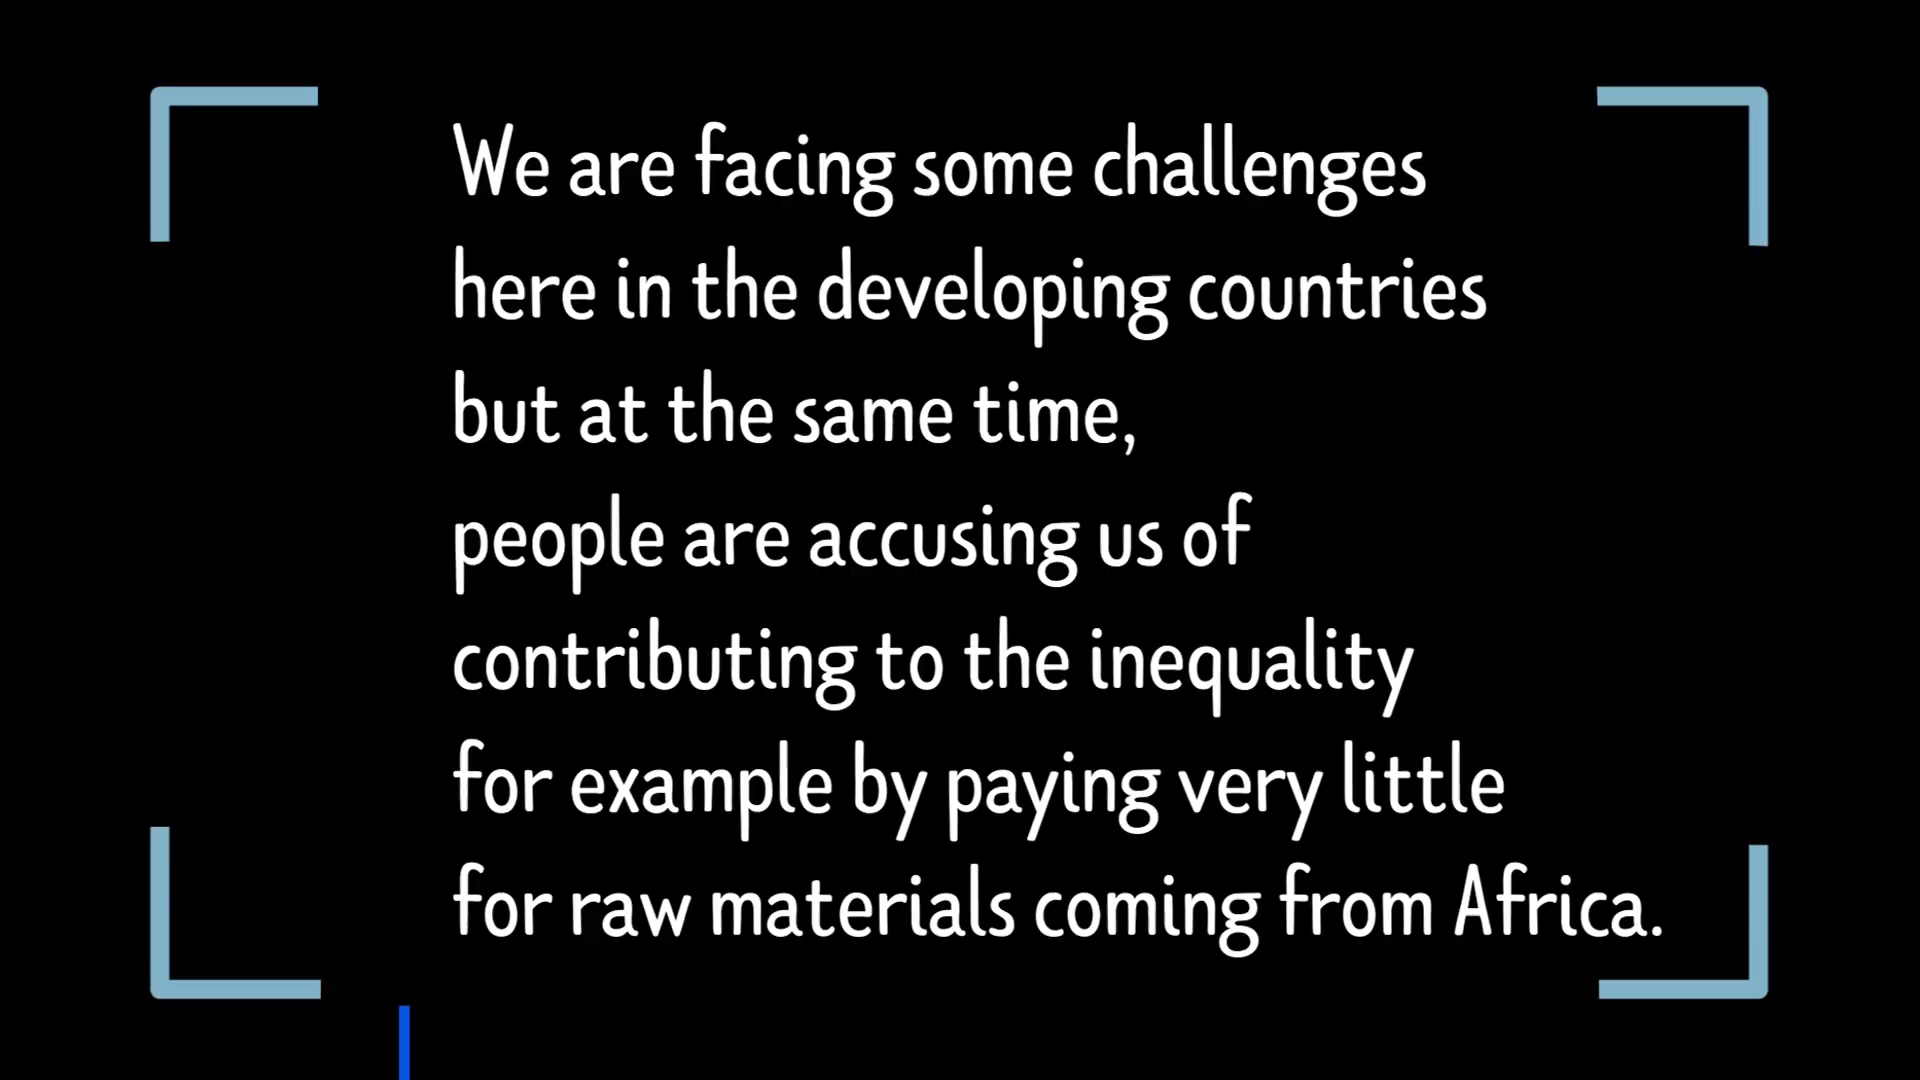 We are facing some challenges
here in the developing countries
but at the same time,
people are accusing us of
contributing to the inequality
for example by paying very little
for raw materials coming from Africa.